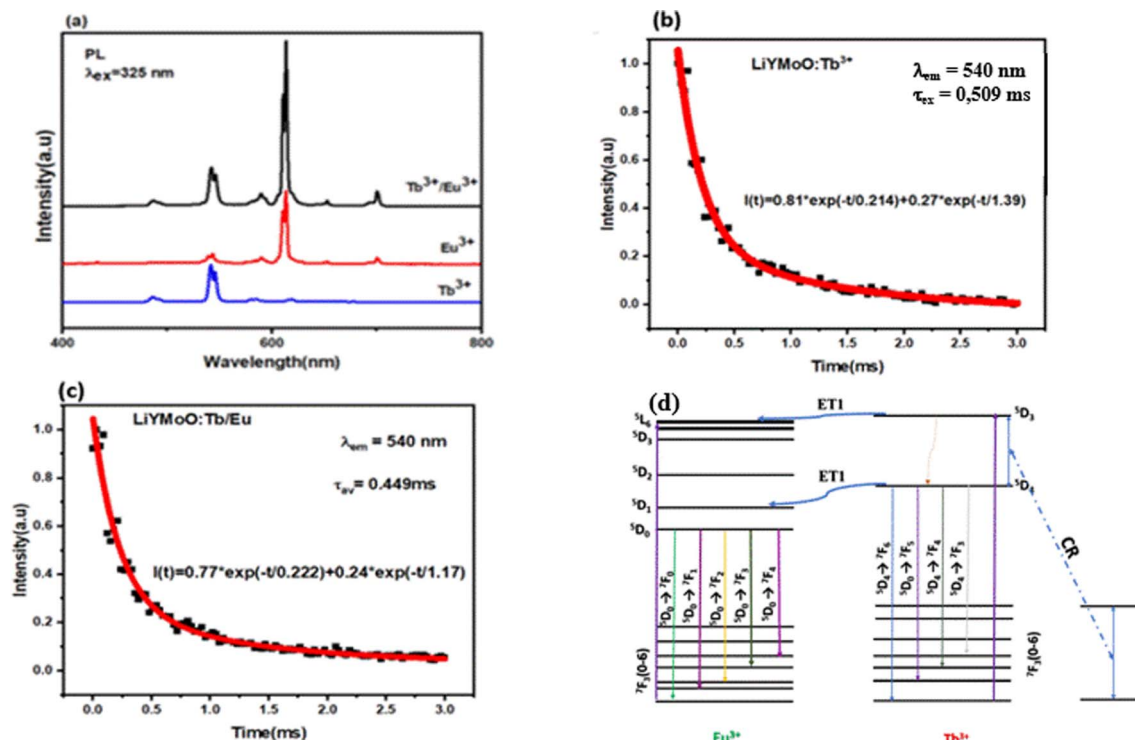 (a)
PL
λex=325 nm
Tb3+/Eu3+
Eu3+
Tb3+
Intensity(a.u)
400
600
800
Wavelength(nm)
(b)
LiYMoO:Tb3+
λem = 540 nm
τex = 0,509 ms
I(t)=0.81*exp(-t/0.214)+0.27*exp(-t/1.39)
Intensity(a.u)
1.0
0.8
0.6
0.4
0.2
0.0
0.0 0.5 1.0 1.5 2.0 2.5 3.0
Time(ms)
(c)
LiYMoO:Tb/Eu
λem = 540 nm
τav= 0.449ms
I(t)=0.77*exp(-t/0.222)+0.24*exp(-t/1.17)
Intensity(a.u)
1.0
0.8
0.6
0.4
0.2
0.0
0.0 0.5 1.0 1.5 2.0 2.5 3.0
Time(ms)
(d)
ET1
5L6
5D3
5D2
5D1
5D0
ET1
5D3
5D4
CR
5D0→7F0
5D0→7F1
5D0→7F2
5D0→7F3
5D0→7F4
5D4→7F6
5D0→7F5
5D4→7F4
5D4→7F3
7F3(0-6)
7F3(0-6)
Eu3+
Tb3+